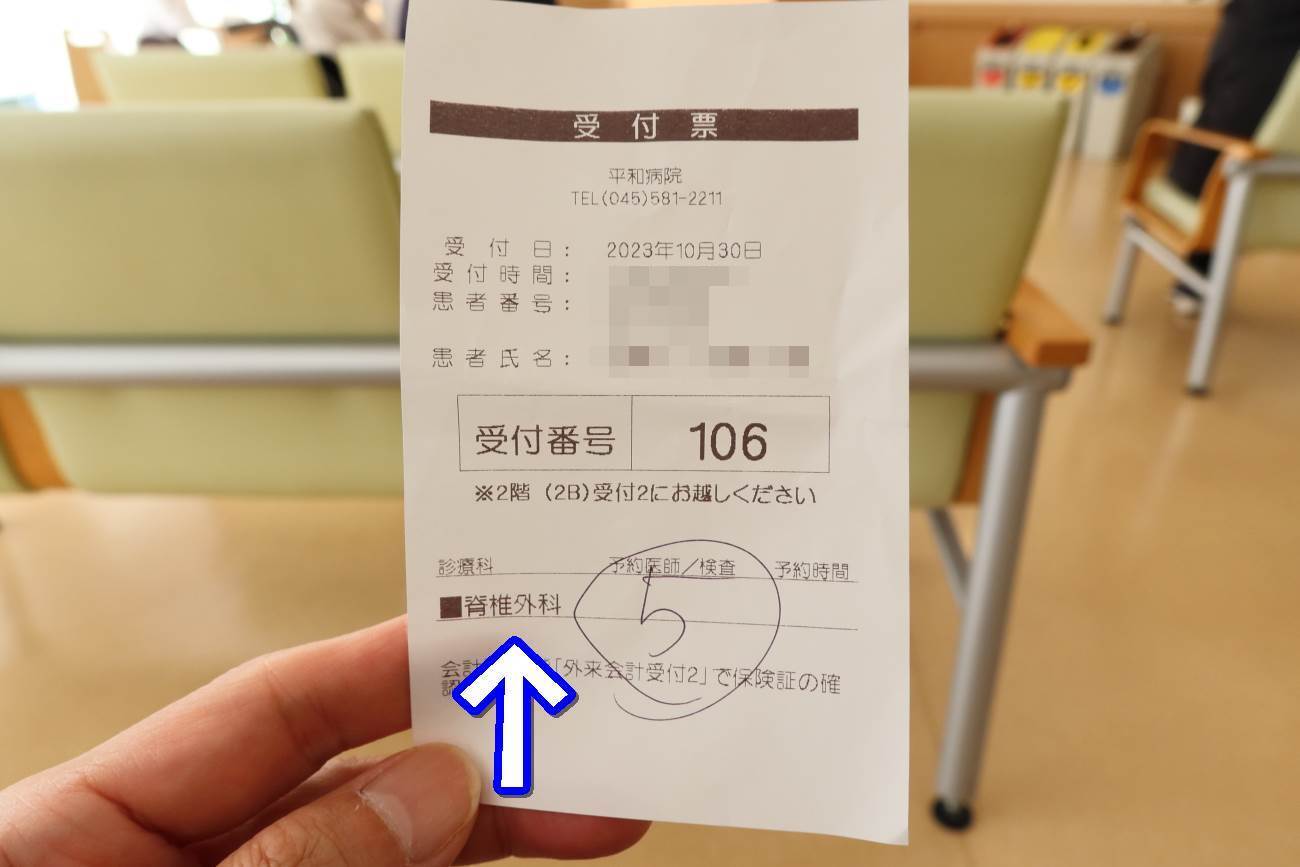 受付票
平和病院
TEL(045)581-2211
受付日： 2023年10月30日
受付時間：
患者番号：
患者氏名：
受付番号 106
※2階 (2B)受付2にお越しください
診療科 予約医師／検査 予約時間
■脊椎外科 5
会計 「外来会計受付2」で保険証の確
認